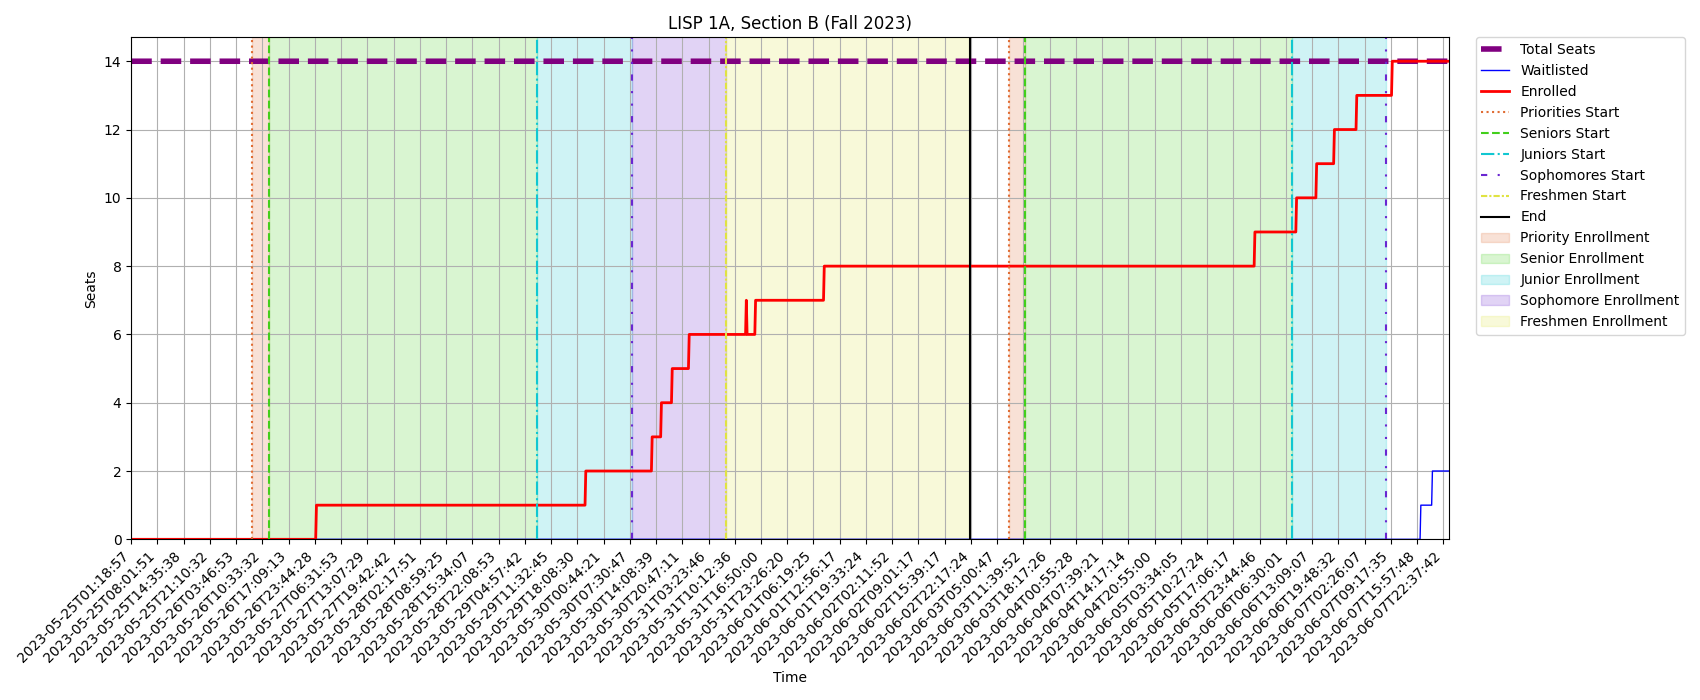 LISP 1A, Section B (Fall 2023)
Seats
14
12
10
8
6
4
2
0
2023-05-25T01:18:57
2023-05-25T08:01:51
2023-05-25T14:35:38
2023-05-25T21:10:32
2023-05-26T03:46:53
2023-05-26T10:33:32
2023-05-26T17:09:13
2023-05-26T23:44:28
2023-05-27T06:31:53
2023-05-27T13:07:29
2023-05-27T19:42:42
2023-05-28T02:17:51
2023-05-28T08:59:25
2023-05-28T15:34:07
2023-05-28T22:08:53
2023-05-29T04:57:42
2023-05-29T11:32:45
2023-05-29T18:08:30
2023-05-30T00:44:21
2023-05-30T07:30:47
2023-05-30T14:08:39
2023-05-30T20:47:11
2023-05-31T03:23:46
2023-05-31T10:12:36
2023-05-31T16:50:00
2023-05-31T23:26:20
2023-06-01T06:19:25
2023-06-01T12:56:17
2023-06-01T19:33:24
2023-06-02T02:11:52
2023-06-02T09:01:17
2023-06-02T15:39:17
2023-06-02T22:17:24
2023-06-03T05:00:47
2023-06-03T11:39:52
2023-06-03T18:17:26
2023-06-04T00:55:28
2023-06-04T07:39:21
2023-06-04T14:17:14
2023-06-04T20:55:00
2023-06-05T03:34:05
2023-06-05T10:27:24
2023-06-05T17:06:17
2023-06-05T23:44:46
2023-06-06T06:30:01
2023-06-06T13:09:07
2023-06-06T19:48:32
2023-06-07T02:26:07
2023-06-07T09:17:35
2023-06-07T15:57:48
2023-06-07T22:37:42
Time
Total Seats
Waitlisted
Enrolled
Priorities Start
Seniors Start
Juniors Start
Sophomores Start
Freshmen Start
End
Priority Enrollment
Senior Enrollment
Junior Enrollment
Sophomore Enrollment
Freshmen Enrollment